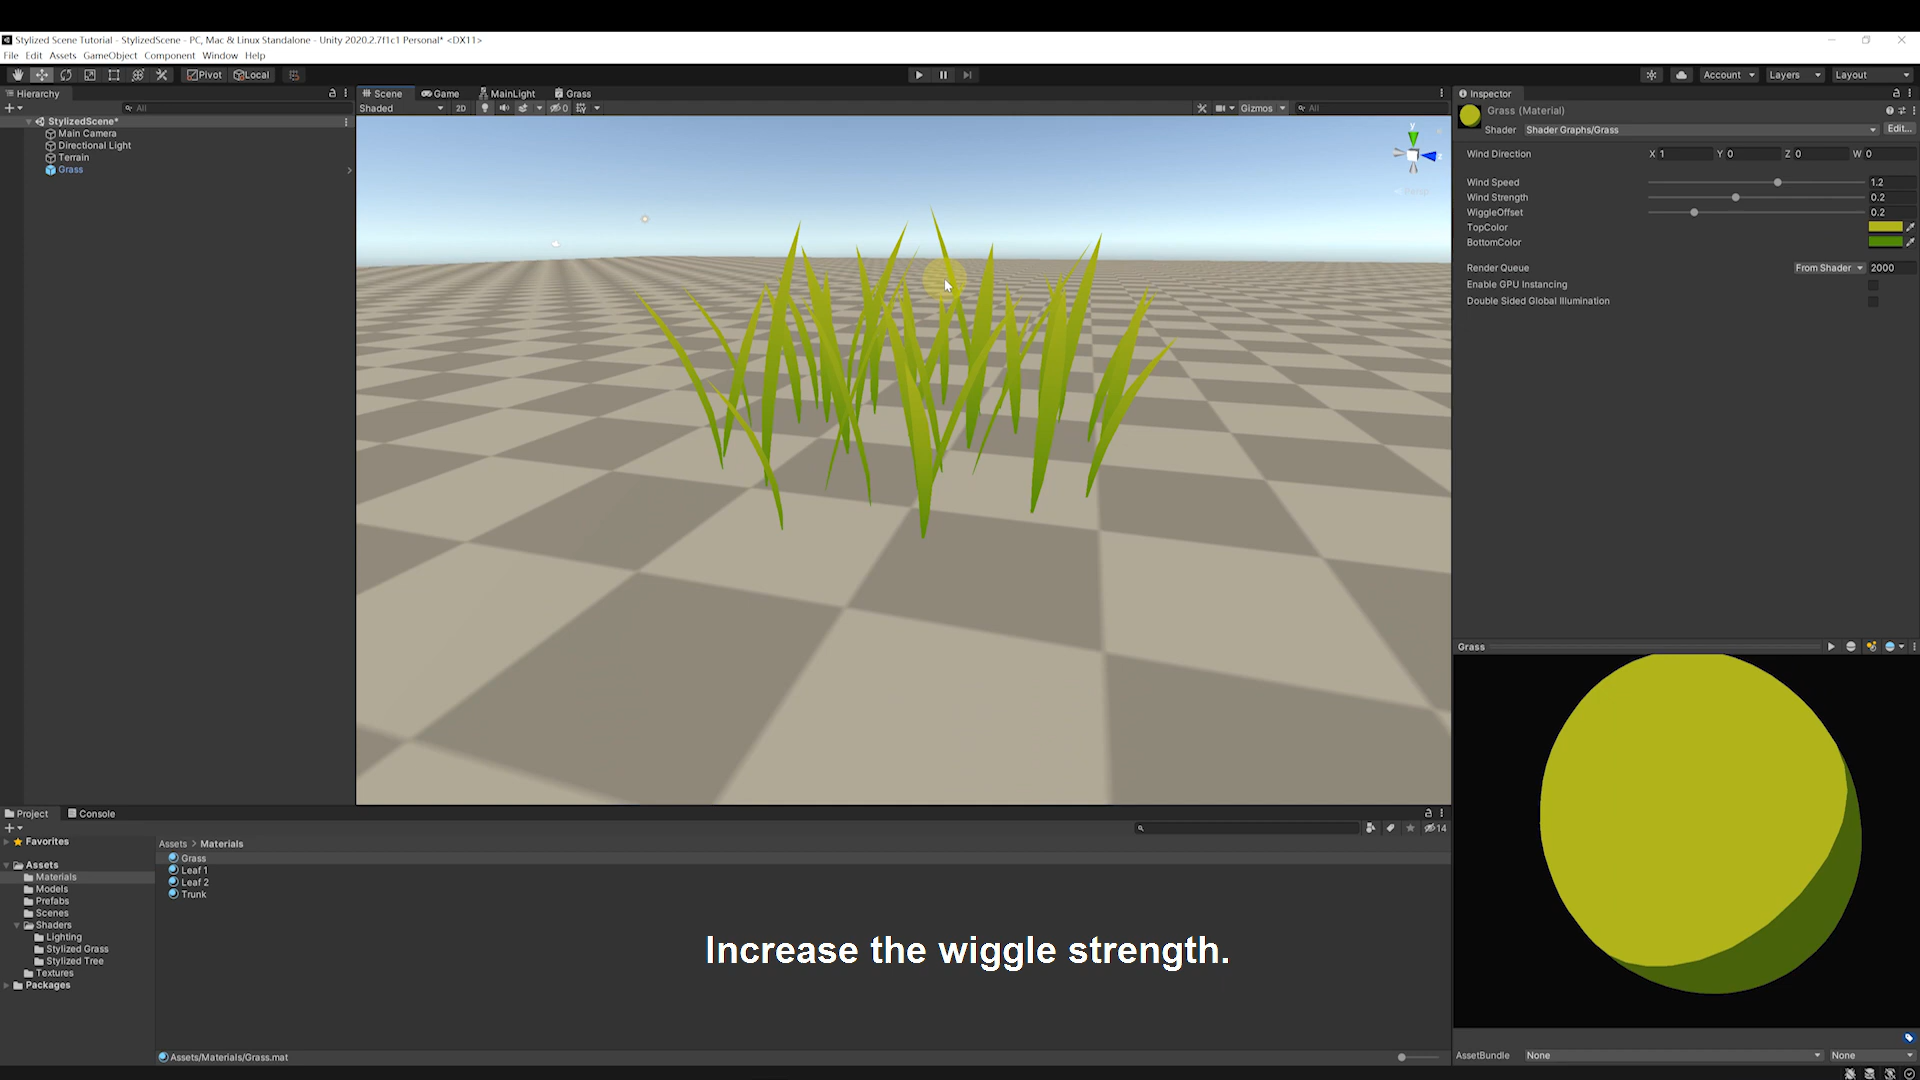 Stylized Scene Tutorial - StylizedScene - PC, Mac & Linux Standalone - Unity 2020.2.7f1c1 Personal* <DX11>
File Edit Assets GameObject Component Window Help
Pivot Local
Account Layers Layout
Hierarchy
All
StylizedScene*
Main Camera
Directional Light
Terrain
Grass
Scene Game MainLight Grass
Shaded 2D 0 Gizmos All
y
Inspector
Grass (Material)
Shader Shader Graphs/Grass Edit...
Wind Direction X 1 Y 0 Z 0 W 0
Wind Speed 1.2
Wind Strength 0.2
WiggleOffset 0.2
TopColor
BottomColor
Render Queue From Shader 2000
Enable GPU Instancing
Double Sided Global Illumination
Grass
Project Console
14
Favorites
Assets
Materials
Models
Prefabs
Scenes
Shaders
Lighting
Stylized Grass
Stylized Tree
Textures
Packages
Assets > Materials
Grass
Leaf 1
Leaf 2
Trunk
Increase the wiggle strength.
Assets/Materials/Grass.mat
AssetBundle None None